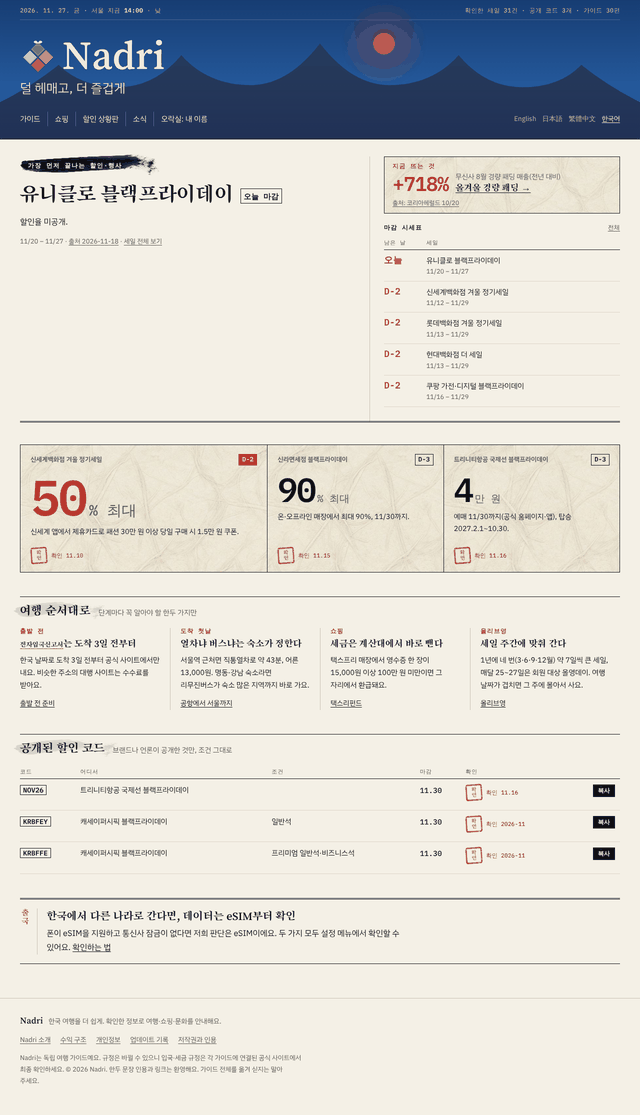 2026. 11. 27. 금 · 서울 지금 14:00 · 낮
확인한 세일 31건 · 공개 코드 3개 · 가이드 30편
Nadri
덜 헤매고, 더 즐겁게
가이드
쇼핑
할인 상황판
소식
오락실: 내 이름
English
日本語
繁體中文
한국어
가장 먼저 끝나는 할인·행사
유니클로 블랙프라이데이
오늘 마감
할인율 미공개.
11/20 – 11/27 · 출처 2026-11-18 · 세일 전체 보기
지금 뜨는 것
+718%
무신사 8월 경량 패딩 매출(전년 대비)
올겨울 경량 패딩 →
출처: 코리아헤럴드 10/20
마감 시세표
전체
남은 날
세일
오늘
유니클로 블랙프라이데이
11/20 – 11/27
D-2
신세계백화점 겨울 정기세일
11/12 – 11/29
D-2
롯데백화점 겨울 정기세일
11/13 – 11/29
D-2
현대백화점 더 세일
11/13 – 11/29
D-2
쿠팡 가전·디지털 블랙프라이데이
11/16 – 11/29
신세계백화점 겨울 정기세일
D-2
50% 최대
신세계 앱에서 제휴카드로 패션 30만 원 이상 당일 구매 시 1.5만 원 쿠폰.
확인
확인 11.10
신라면세점 블랙프라이데이
D-3
90% 최대
온·오프라인 매장에서 최대 90%, 11/30까지.
확인
확인 11.15
트리니티항공 국제선 블랙프라이데이
D-3
4만 원
예매 11/30까지(공식 홈페이지·앱), 탑승
2027.2.1–10.30.
확인
확인 11.16
여행 순서대로
단계마다 꼭 알아야 할 한두 가지만
출발 전
전자입국신고서는 도착 3일 전부터
한국 날짜로 도착 3일 전부터 공식 사이트에서만
내요. 비슷한 주소의 대행 사이트는 수수료를
받아요.
출발 전 준비
도착 첫날
열차냐 버스냐는 숙소가 정한다
서울역 근처면 직통열차로 약 43분, 어른
13,000원. 명동·강남 숙소라면
리무진버스가 숙소 많은 지역까지 바로 가요.
공항에서 서울까지
쇼핑
세금은 계산대에서 바로 뺀다
택스프리 매장에서 영수증 한 장이
15,000원 이상 100만 원 미만이면 그
자리에서 환급돼요.
택스리펀드
올리브영
세일 주간에 맞춰 간다
1년에 네 번(3·6·9·12월) 약 7일씩 큰 세일,
매달 25–27일은 회원 대상 올영데이. 여행
날짜가 겹치면 그 주에 몰아서 사요.
올리브영
공개된 할인 코드
브랜드나 언론이 공개한 것만, 조건 그대로
코드
어디서
조건
마감
확인
NOV26
트리니티항공 국제선 블랙프라이데이
11.30
확인
확인 11.16
복사
KRBFEY
캐세이퍼시픽 블랙프라이데이
일반석
11.30
확인
확인 2026-11
복사
KRBFFE
캐세이퍼시픽 블랙프라이데이
프리미엄 일반석·비즈니스석
11.30
확인
확인 2026-11
복사
출국
한국에서 다른 나라로 간다면, 데이터는 eSIM부터 확인
폰이 eSIM을 지원하고 통신사 잠금이 없다면 저희 판단은 eSIM이에요. 두 가지 모두 설정 메뉴에서 확인할 수
있어요. 확인하는 법
Nadri 한국 여행을 더 쉽게. 확인한 정보로 여행·쇼핑·문화를 안내해요.
Nadri 소개
수익 구조
개인정보
업데이트 기록
저작권과 인용
Nadri는 독립 여행 가이드예요. 규정은 바뀔 수 있으니 입국·세금 규정은 각 가이드에 연결된 공식 사이트에서
최종 확인하세요. © 2026 Nadri. 한두 문장 인용과 링크는 환영해요. 가이드 전체를 옮겨 싣지는 말아
주세요.